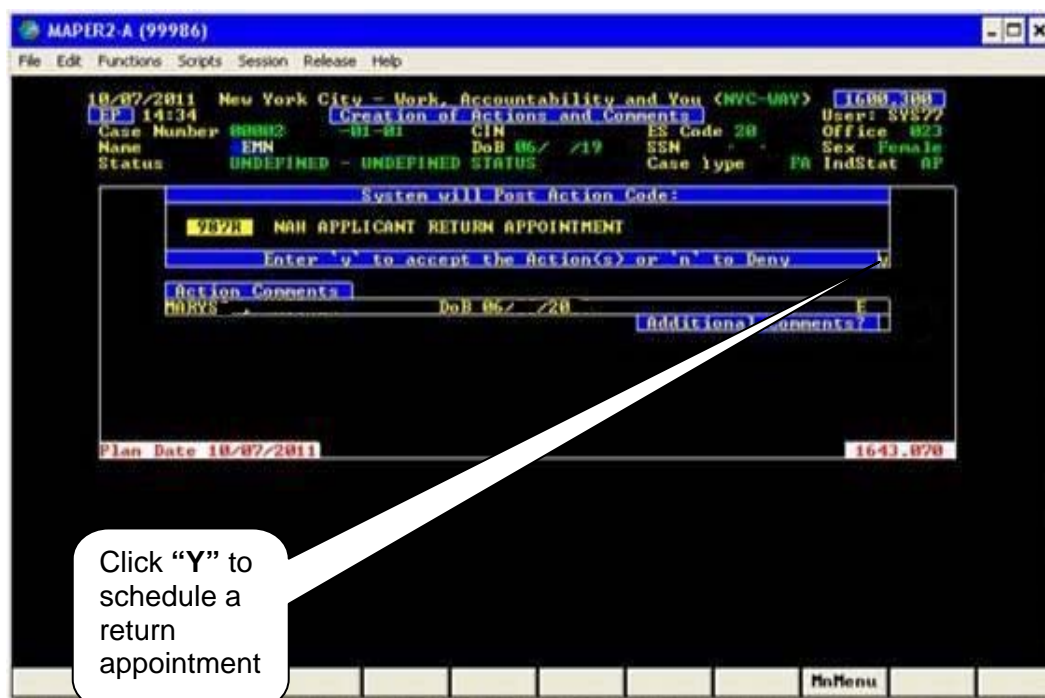 MAPER2-A (99986)
File Edit Functions Scripts Session Release Help
10/07/2011 New York City - Work, Accountability and You (NYC-WAY) 1600,300
EP 14:34 Creation of Actions and Comments User: SYS77
Case Number 00002 -01-01 CIN ES Code 20 Office 023
Name EMN DoB 06/ /19 SSN - - Sex Female
Status UNDEFINED - UNDEFINED STATUS Case Type PA IndStat AP
System will Post Action Code:
987R NAH APPLICANT RETURN APPOINTMENT
Enter 'y' to accept the Action(s) or 'n' to Deny y
Action Comments
MARYS , DoB 06/ /20 E
Additional Comments?
Plan Date 10/07/2011 1643.070
Click “Y” to
schedule a
return
appointment
MnMenu